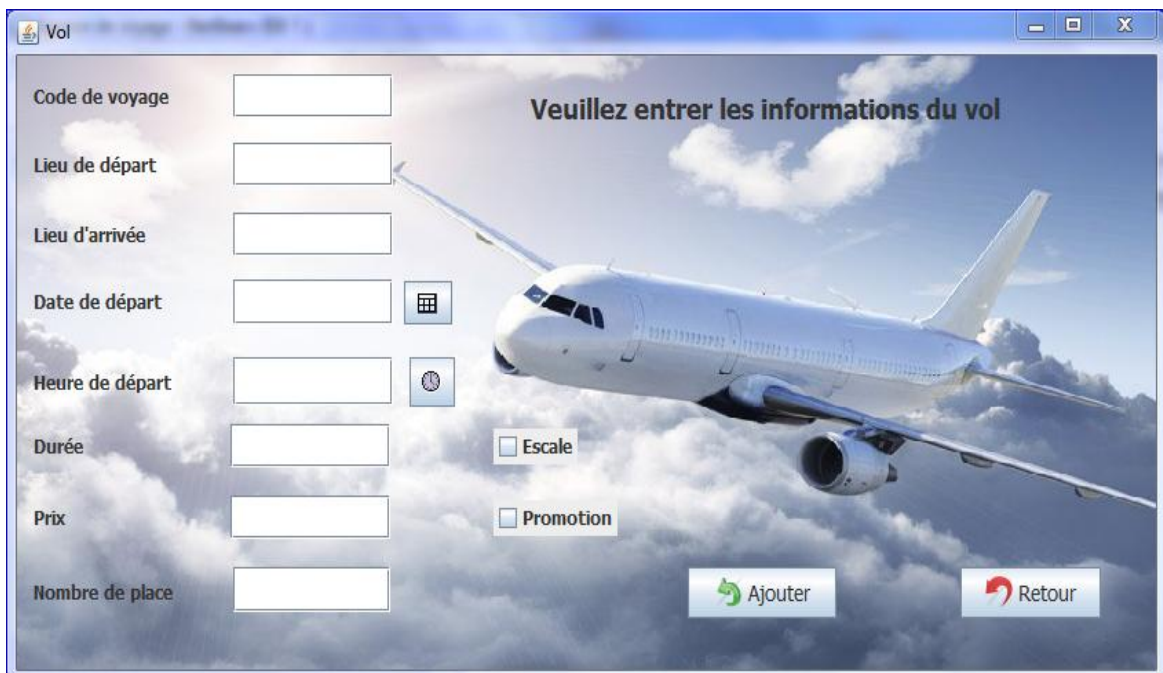 Vol
Code de voyage
Veuillez entrer les informations du vol
Lieu de départ
Lieu d'arrivée
Date de départ
Heure de départ
Durée
Escale
Prix
Promotion
Nombre de place
Ajouter
Retour